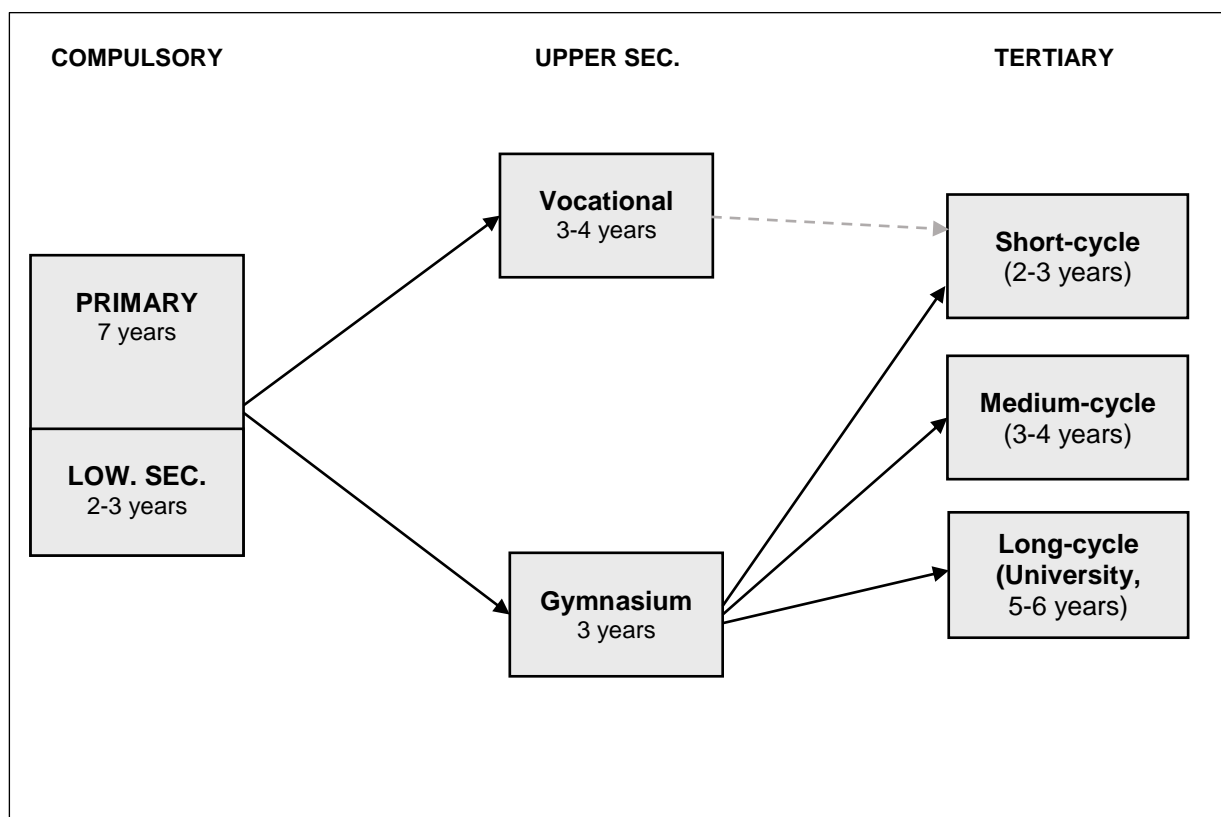 COMPULSORY
UPPER SEC.
TERTIARY
PRIMARY
7 years
LOW. SEC.
2-3 years
Vocational
3-4 years
Gymnasium
3 years
Short-cycle
(2-3 years)
Medium-cycle
(3-4 years)
Long-cycle
(University,
5-6 years)